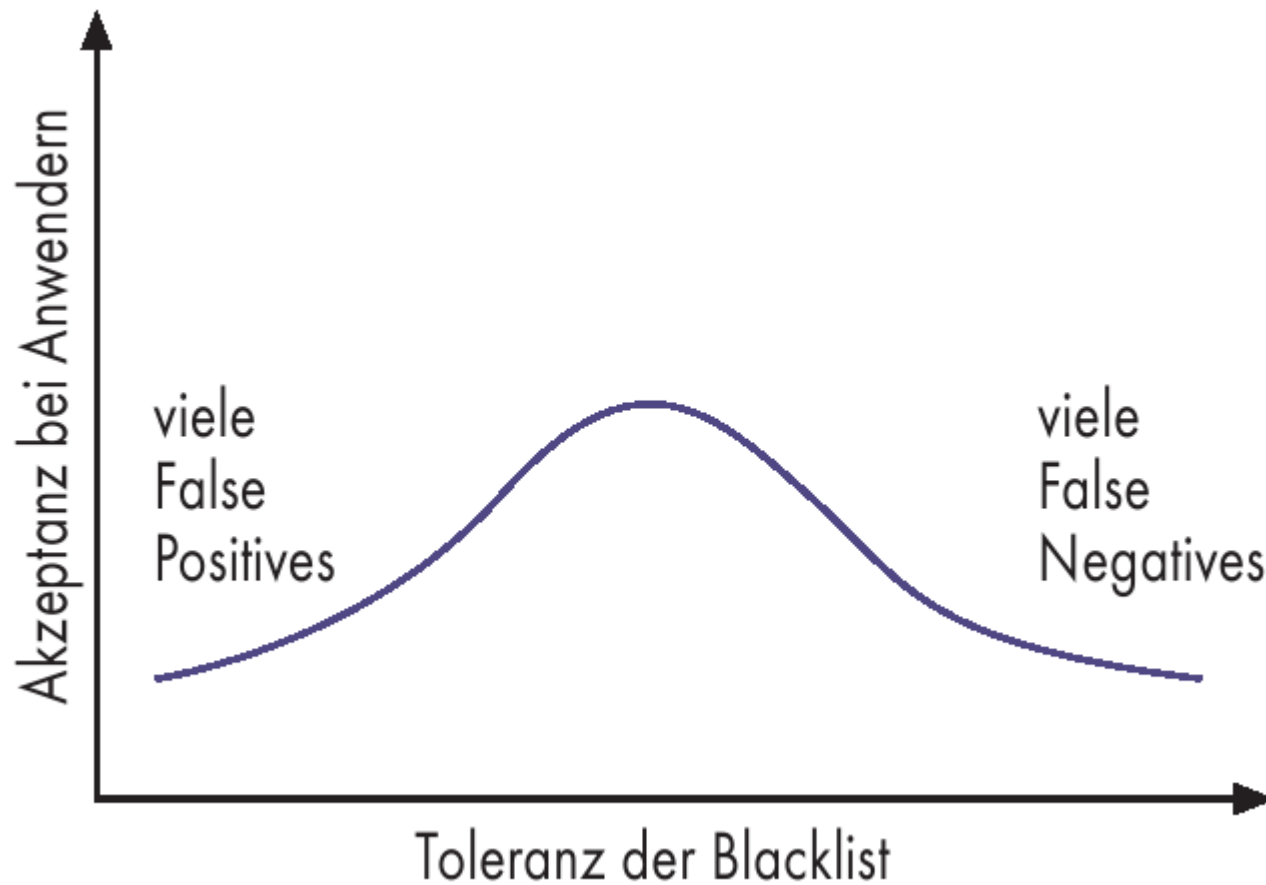 Akzeptanz bei Anwendern
viele
False
Positives
viele
False
Negatives
Toleranz der Blacklist